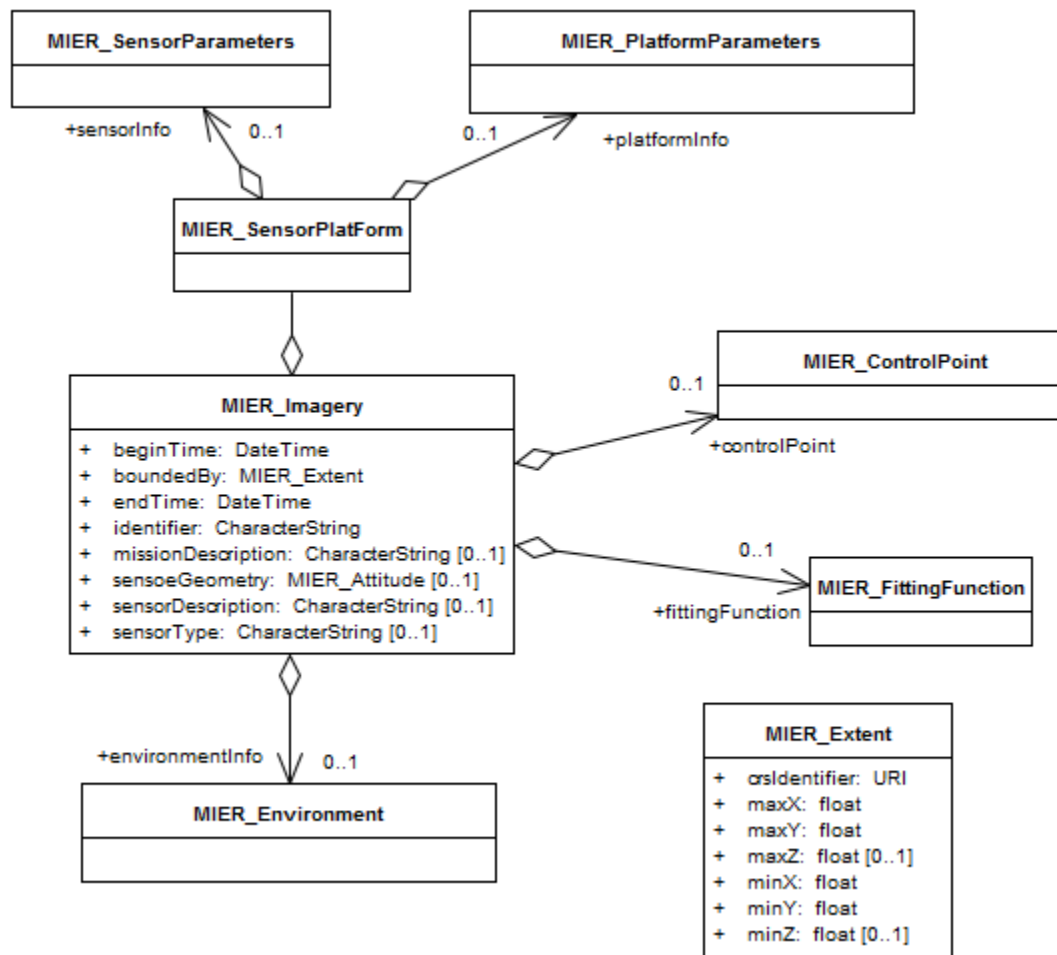 MIER_SensorParameters
MIER_PlatformParameters
+sensorInfo
0..1
0..1
+platformInfo
MIER_SensorPlatForm
MIER_ControlPoint
0..1
+controlPoint
MIER_Imagery
+ beginTime: DateTime
+ boundedBy: MIER_Extent
+ endTime: DateTime
+ identifier: CharacterString
+ missionDescription: CharacterString [0..1]
+ sensoeGeometry: MIER_Attitude [0..1]
+ sensorDescription: CharacterString [0..1]
+ sensorType: CharacterString [0..1]
0..1
MIER_FittingFunction
+fittingFunction
+environmentInfo
0..1
MIER_Environment
MIER_Extent
+ crsIdentifier: URI
+ maxX: float
+ maxY: float
+ maxZ: float [0..1]
+ minX: float
+ minY: float
+ minZ: float [0..1]